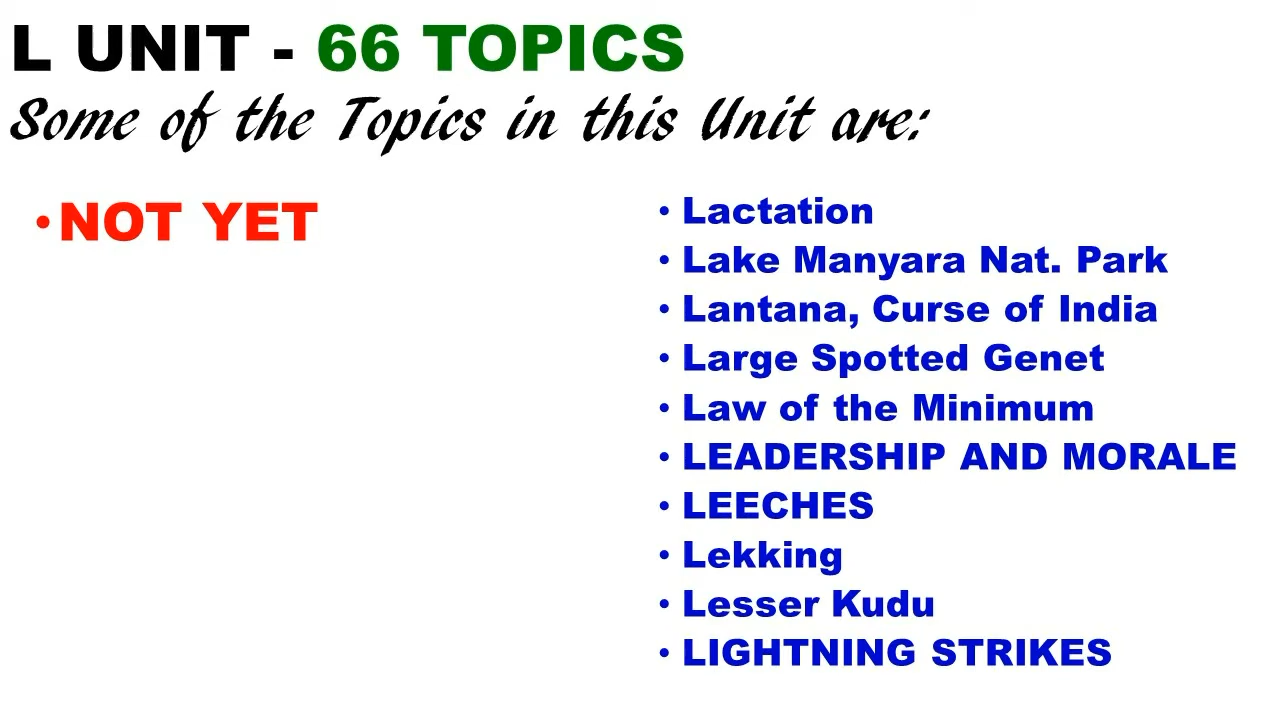 L UNIT - 66 TOPICS
Some of the Topics in this Unit are:
• NOT YET
• Lactation
• Lake Manyara Nat. Park
• Lantana, Curse of India
• Large Spotted Genet
• Law of the Minimum
• LEADERSHIP AND MORALE
• LEECHES
• Lekking
• Lesser Kudu
• LIGHTNING STRIKES